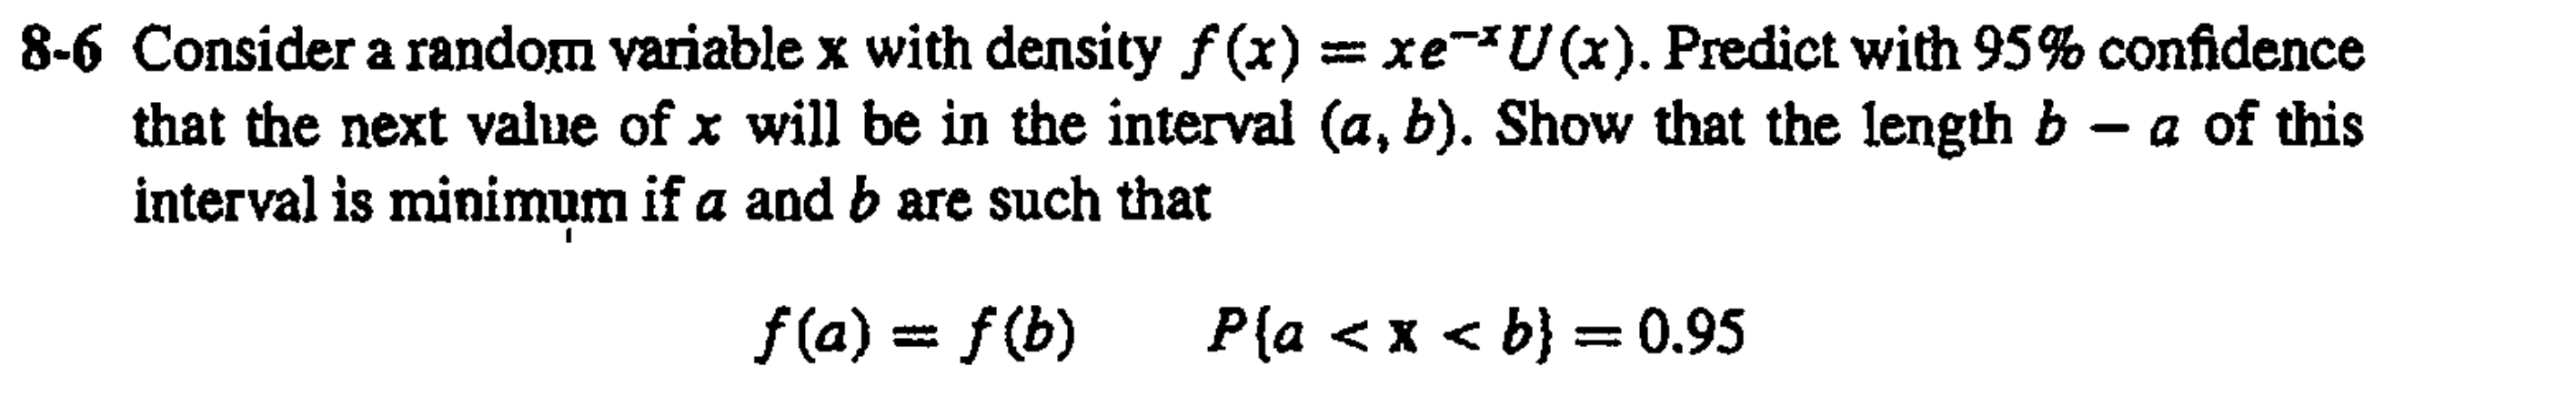 8-6 Consider a random variable x with density f(x) = xe⁻ˣU(x). Predict with 95% confidence
that the next value of x will be in the interval (a, b). Show that the length b − a of this
interval is minimum if a and b are such that
f(a) = f(b) P{a < x < b} = 0.95